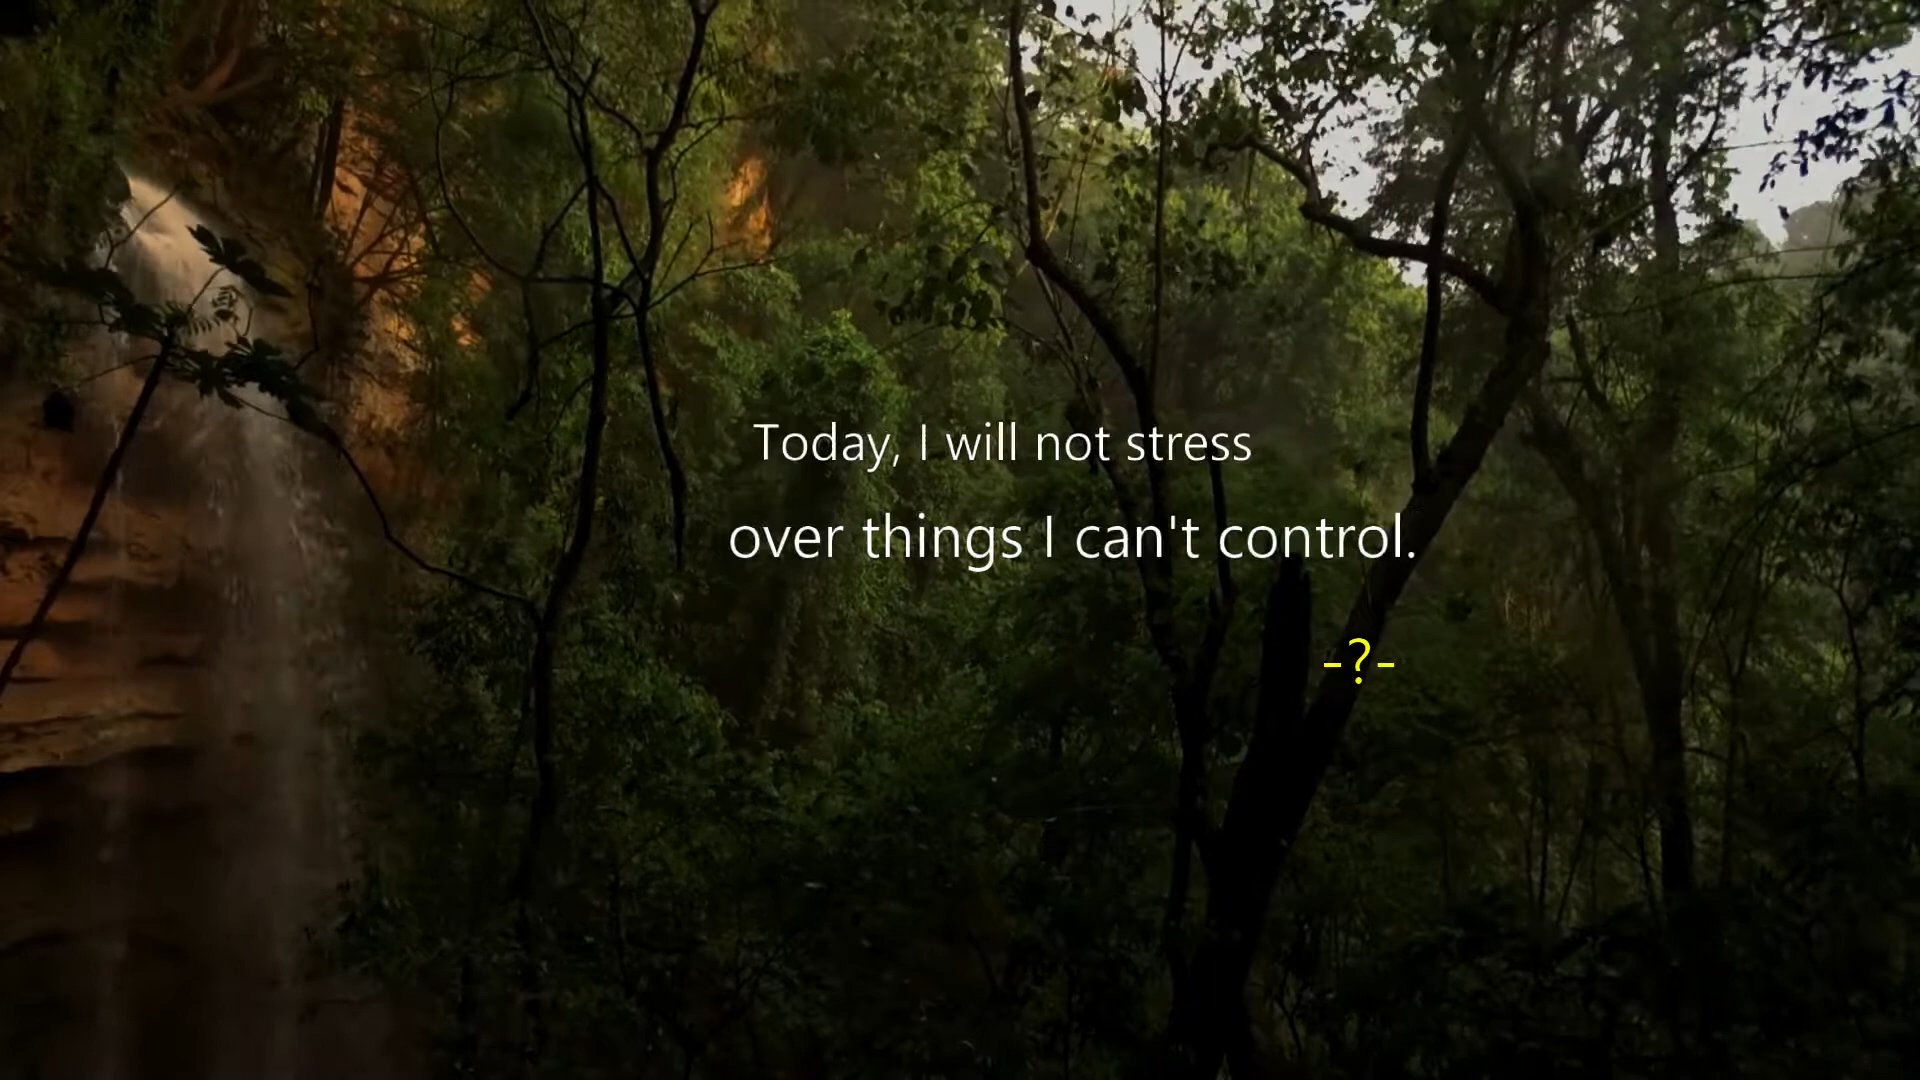 Today, I will not stress
over things I can't control.
-?-